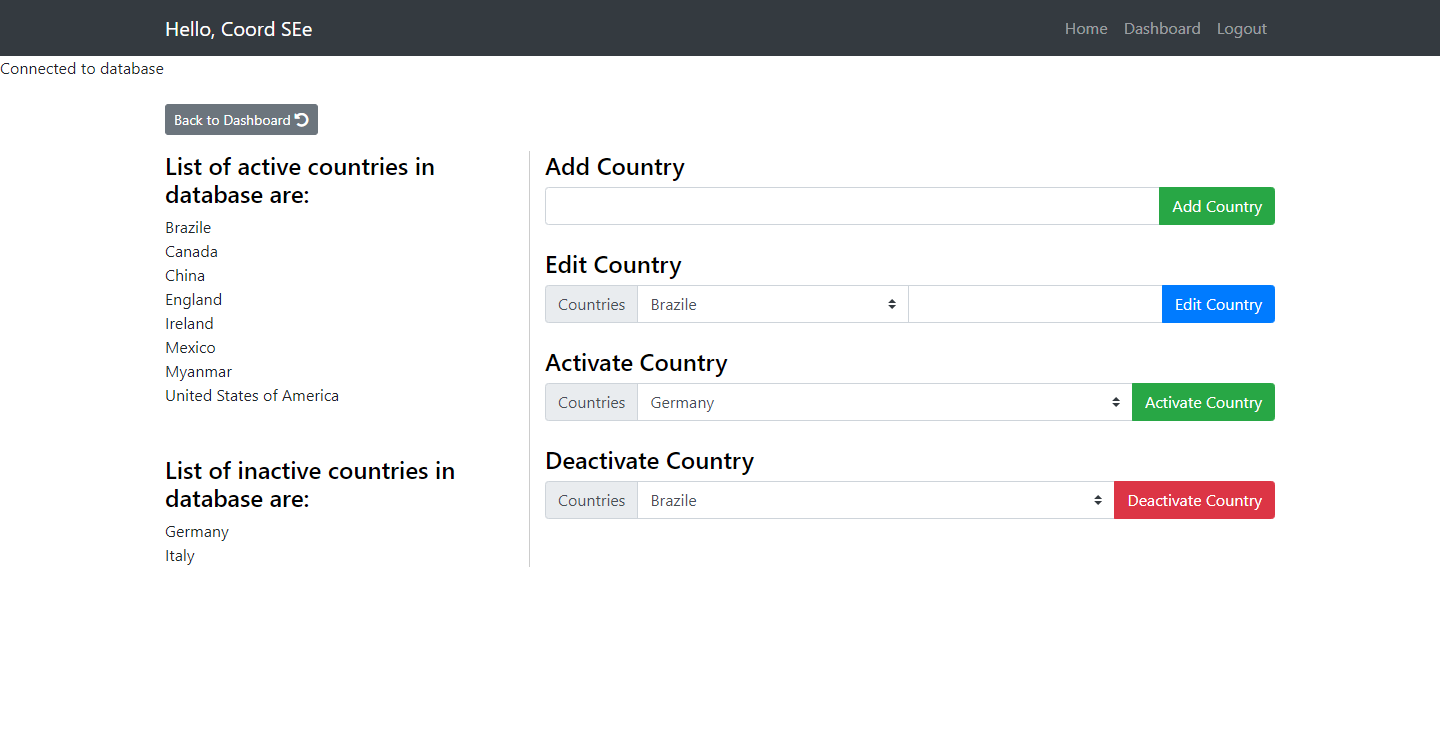 Hello, Coord SEe
Home Dashboard Logout
Connected to database
Back to Dashboard
List of active countries in
database are:
Brazile
Canada
China
England
Ireland
Mexico
Myanmar
United States of America
List of inactive countries in
database are:
Germany
Italy
Add Country
Add Country
Edit Country
Countries Brazile Edit Country
Activate Country
Countries Germany Activate Country
Deactivate Country
Countries Brazile Deactivate Country